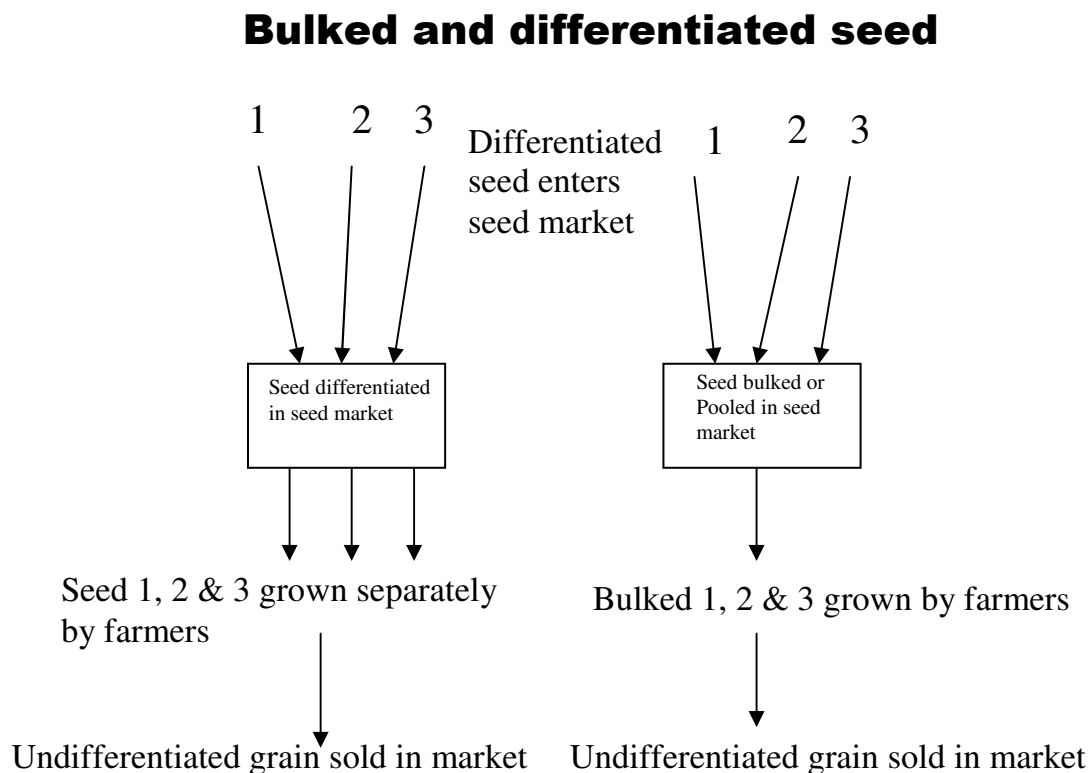 Bulked and differentiated seed
1 2 3
Differentiated
seed enters
seed market
1 2 3
Seed differentiated
in seed market
Seed bulked or
Pooled in seed
market
Seed 1, 2 & 3 grown separately
by farmers
Bulked 1, 2 & 3 grown by farmers
Undifferentiated grain sold in market
Undifferentiated grain sold in market